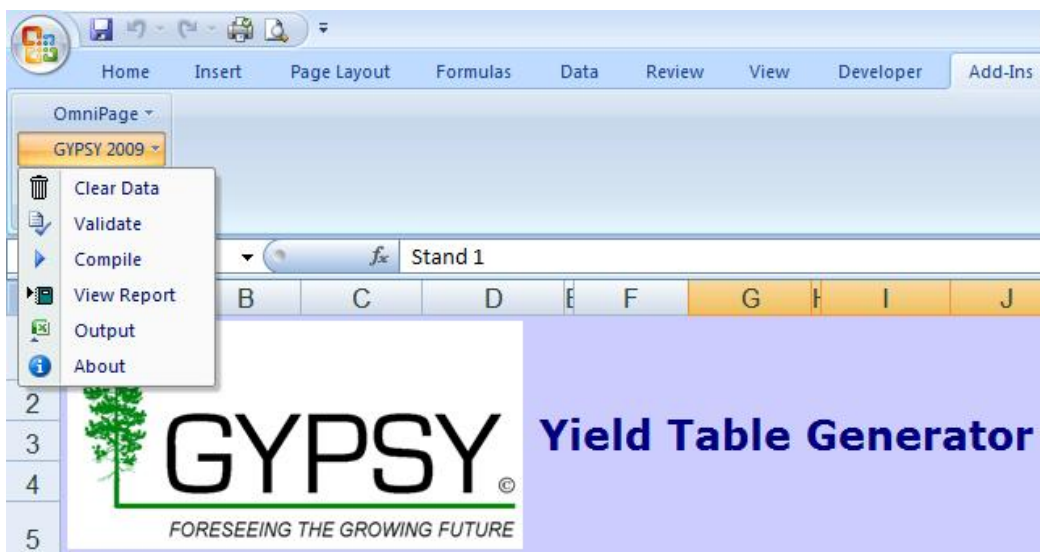 Home Insert Page Layout Formulas Data Review View Developer Add-Ins
OmniPage
GYPSY 2009
Clear Data
Validate
Compile
View Report
Output
About
fx Stand 1
B C D E F G H I J
2
3
4
5
GYPSY ©
FORESEEING THE GROWING FUTURE
Yield Table Generator